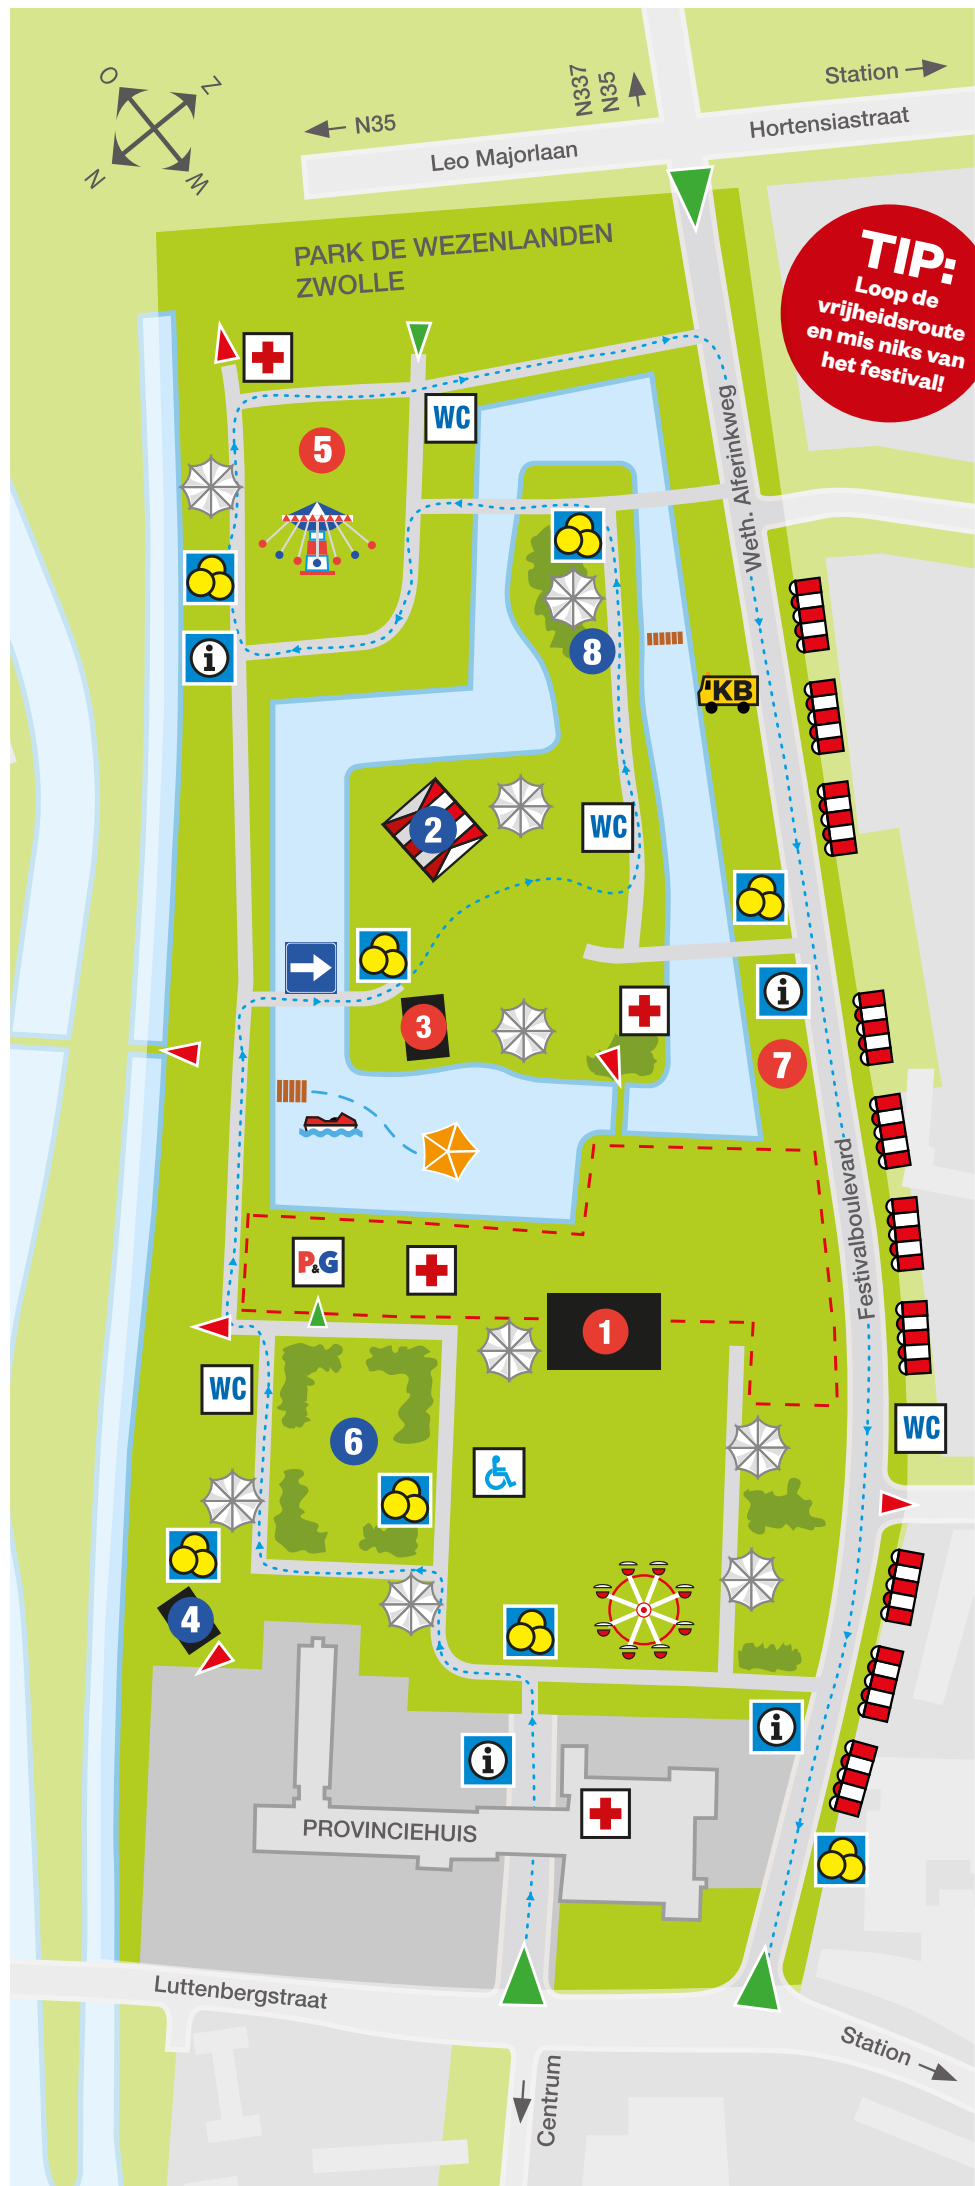 O
Z
N
W
N35
N337
N35
Station
Leo Majorlaan
Hortensiastraat
PARK DE WEZENLANDEN
ZWOLLE
TIP:
Loop de
vrijheidsroute
en mis niks van
het festival!
WC
5
Weth. Alferinkweg
i
8
KB
2
WC
i
3
7
Festivalboulevard
P&G
1
WC
WC
6
4
i
i
PROVINCIEHUIS
Luttenbergstraat
Station
Centrum